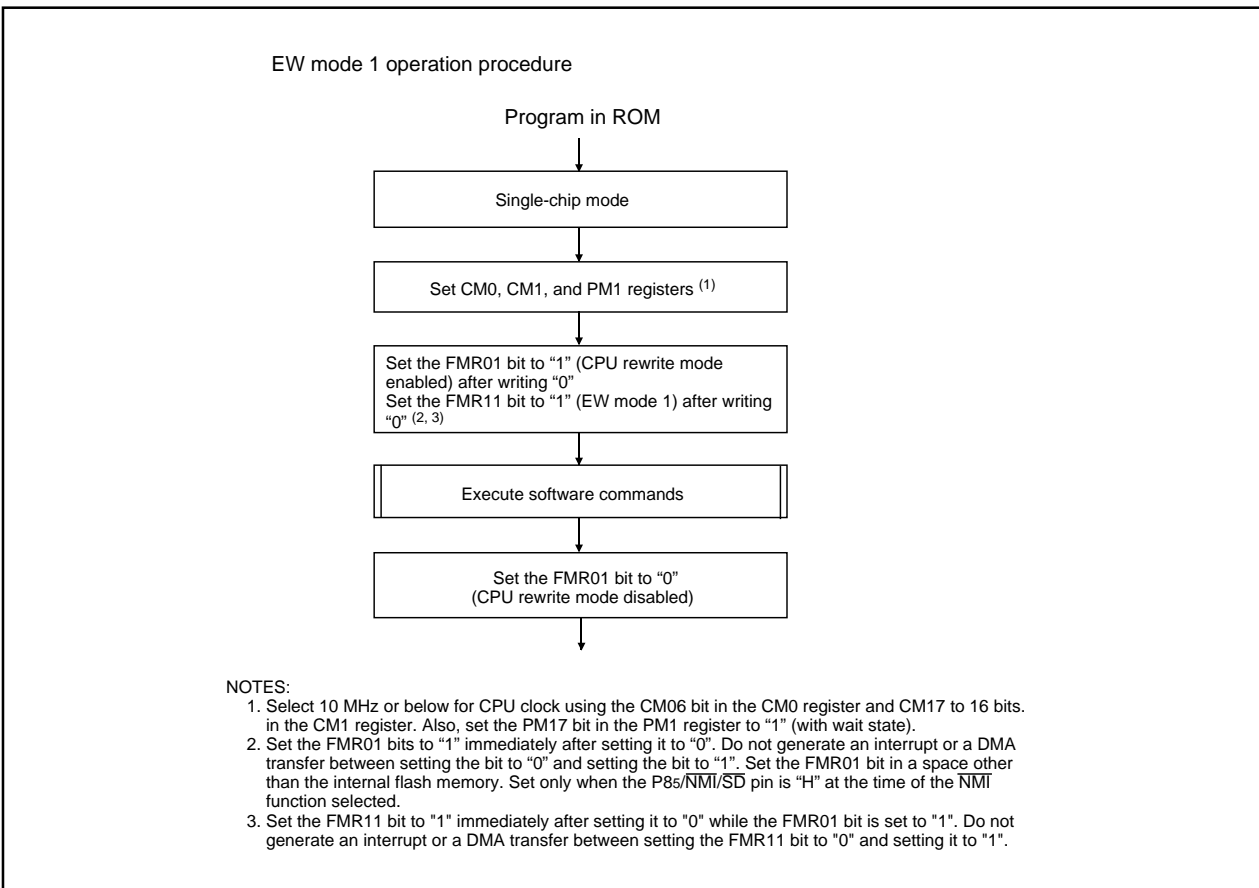 EW mode 1 operation procedure
Program in ROM
Single-chip mode
Set CM0, CM1, and PM1 registers (1)
Set the FMR01 bit to “1” (CPU rewrite mode
enabled) after writing “0”
Set the FMR11 bit to “1” (EW mode 1) after writing
“0” (2, 3)
Execute software commands
Set the FMR01 bit to “0”
(CPU rewrite mode disabled)
NOTES:
1. Select 10 MHz or below for CPU clock using the CM06 bit in the CM0 register and CM17 to 16 bits.
in the CM1 register. Also, set the PM17 bit in the PM1 register to “1” (with wait state).
2. Set the FMR01 bits to “1” immediately after setting it to “0”. Do not generate an interrupt or a DMA
transfer between setting the bit to “0” and setting the bit to “1”. Set the FMR01 bit in a space other
than the internal flash memory. Set only when the P85/NMI/SD pin is “H” at the time of the NMI
function selected.
3. Set the FMR11 bit to "1" immediately after setting it to "0" while the FMR01 bit is set to "1". Do not
generate an interrupt or a DMA transfer between setting the FMR11 bit to "0" and setting it to "1".